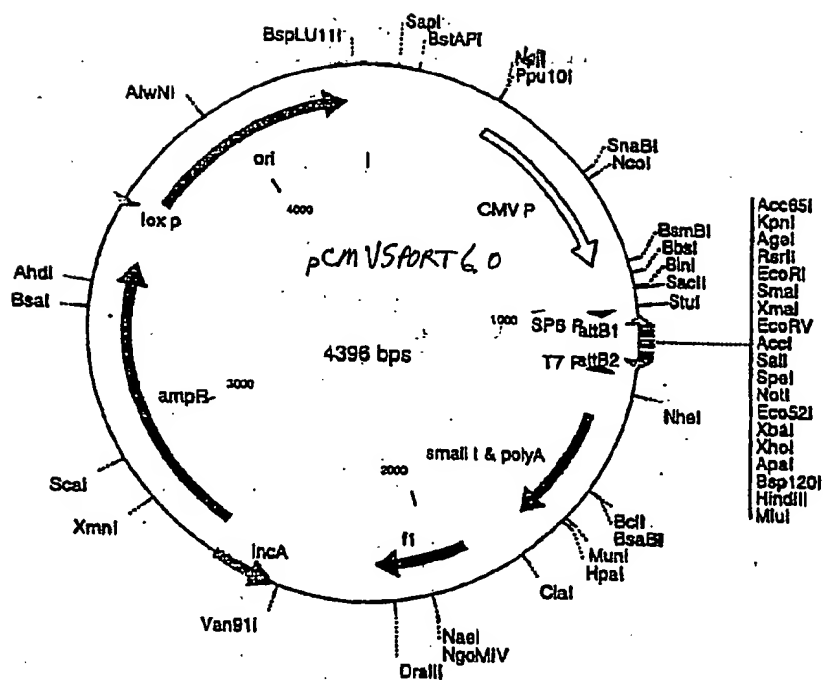 BspLU11I
SapI
BstAPI
Ppu10I
AlwNI
SnaBI
NcoI
ori
4000
CMV P
lox p
BsmBI
BbsI
SacII
StuI
AhdI
BsaI
pCMVSPORT6.0
SP6 P
attB1
1000
4396 bps
T7 P
attB2
ampR
3000
NheI
small t & polyA
2000
ScaI
XmnI
f1
BclI
BsaBI
MunI
HpaI
ClaI
incA
Van91I
NaeI
NgoMIV
DraIII
Acc65I
KpnI
AgeI
RsrII
EcoRI
SmaI
XmaI
EcoRV
AccI
SalI
SpeI
NotI
Eco52I
XbaI
XhoI
ApaI
Bsp120I
HindIII
MluI